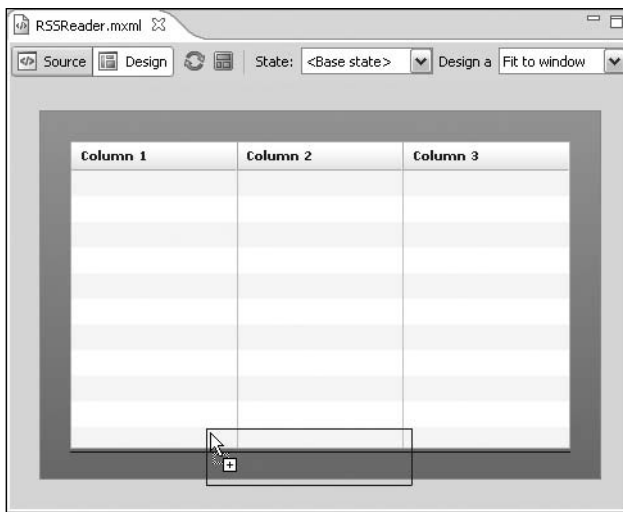 RSSReader.mxml
Source Design State: <Base state> Design a Fit to window
Column 1 Column 2 Column 3